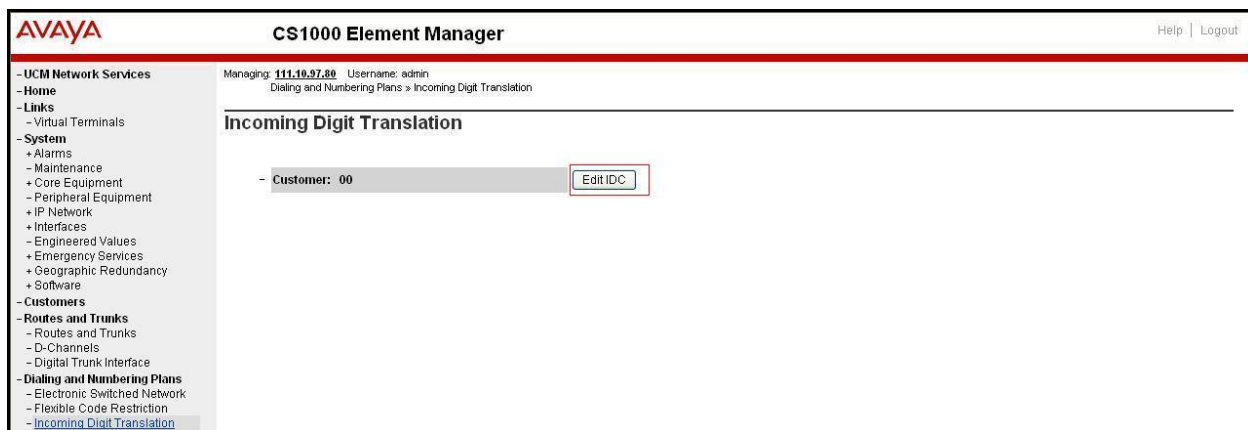 AVAYA
CS1000 Element Manager
Help | Logout
- UCM Network Services
- Home
- Links
- Virtual Terminals
- System
+ Alarms
- Maintenance
+ Core Equipment
- Peripheral Equipment
+ IP Network
+ Interfaces
- Engineered Values
+ Emergency Services
+ Geographic Redundancy
+ Software
- Customers
- Routes and Trunks
- Routes and Trunks
- D-Channels
- Digital Trunk Interface
- Dialing and Numbering Plans
- Electronic Switched Network
- Flexible Code Restriction
- Incoming Digit Translation
Managing: 111.10.97.80 Username: admin
Dialing and Numbering Plans » Incoming Digit Translation
Incoming Digit Translation
- Customer: 00 Edit IDC